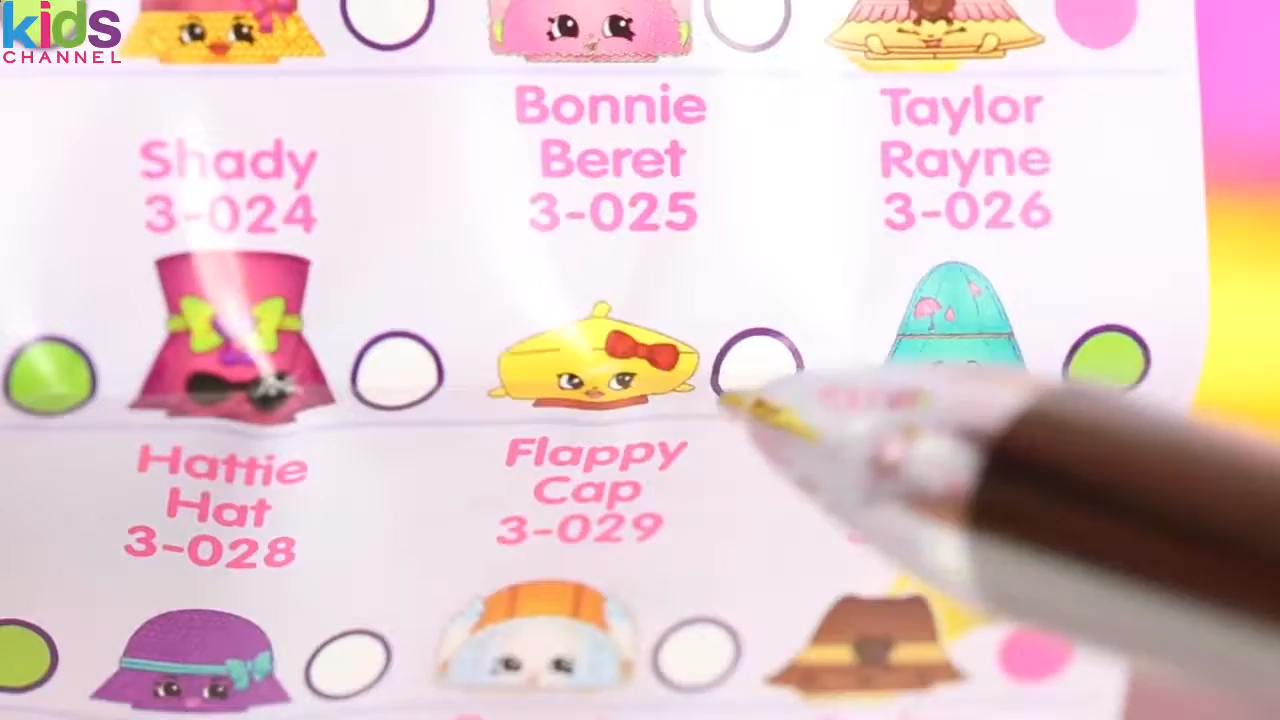 kids
CHANNEL
Shady
3-024
Bonnie
Beret
3-025
Taylor
Rayne
3-026
Hattie
Hat
3-028
Flappy
Cap
3-029